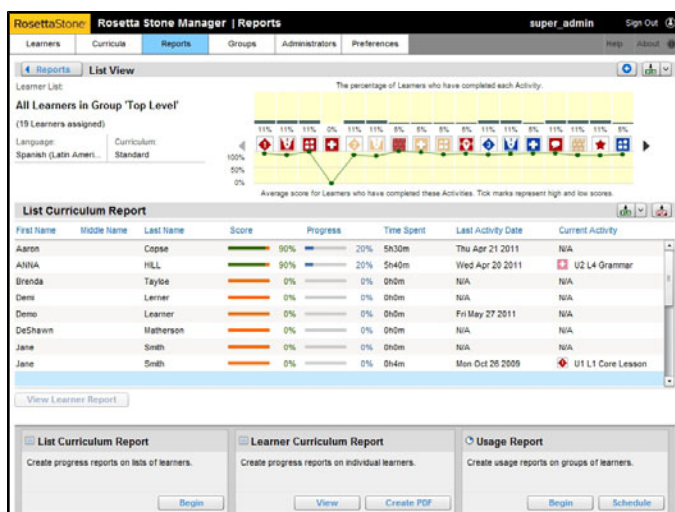 RosettaStone Rosetta Stone Manager | Reports super_admin Sign Out
Learners Curricula Reports Groups Administrators Preferences Help About
Reports List View
Learner List:
The percentage of Learners who have completed each Activity.
All Learners in Group 'Top Level'
(19 Learners assigned)
Language: Curriculum:
Spanish (Latin Ameri... Standard
11% 11% 11% 0% 11% 11% 5% 5% 5% 5% 11% 11% 5% 11% 11% 11% 5%
100%
50%
0%
Average score for Learners who have completed these Activities. Tick marks represent high and low scores.
List Curriculum Report
First Name Middle Name Last Name Score Progress Time Spent Last Activity Date Current Activity
Aaron Copse 90% 20% 5h30m Thu Apr 21 2011 N/A
ANNA HILL 90% 20% 5h40m Wed Apr 20 2011 U2 L4 Grammar
Brenda Tayloe 0% 0% 0h0m N/A N/A
Demi Lerner 0% 0% 0h0m N/A N/A
Demo Learner 0% 0% 0h0m Fri May 27 2011 N/A
DeShawn Matherson 0% 0% 0h0m N/A N/A
Jane Smith 0% 0% 0h0m N/A N/A
Jane Smith 0% 0% 0h4m Mon Oct 26 2009 U1 L1 Core Lesson
View Learner Report
List Curriculum Report Learner Curriculum Report Usage Report
Create progress reports on lists of learners. Create progress reports on individual learners. Create usage reports on groups of learners.
Begin View Create PDF Begin Schedule